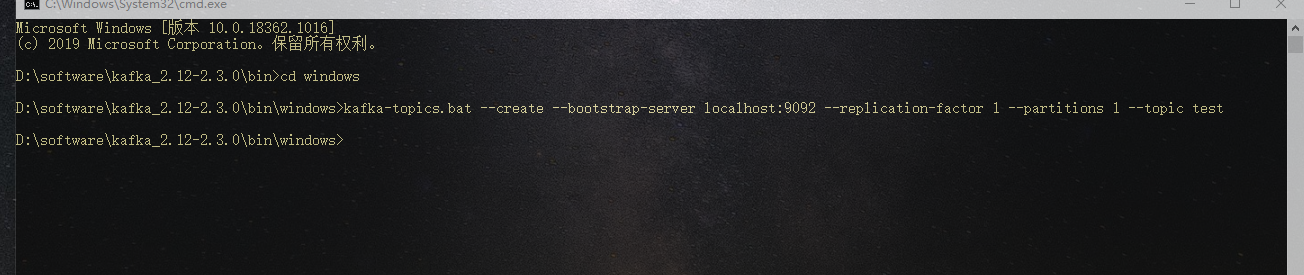 C:\Windows\System32\cmd.exe
Microsoft Windows [版本 10.0.18362.1016]
(c) 2019 Microsoft Corporation。保留所有权利。
D:\software\kafka_2.12-2.3.0\bin>cd windows
D:\software\kafka_2.12-2.3.0\bin\windows>kafka-topics.bat --create --bootstrap-server localhost:9092 --replication-factor 1 --partitions 1 --topic test
D:\software\kafka_2.12-2.3.0\bin\windows>